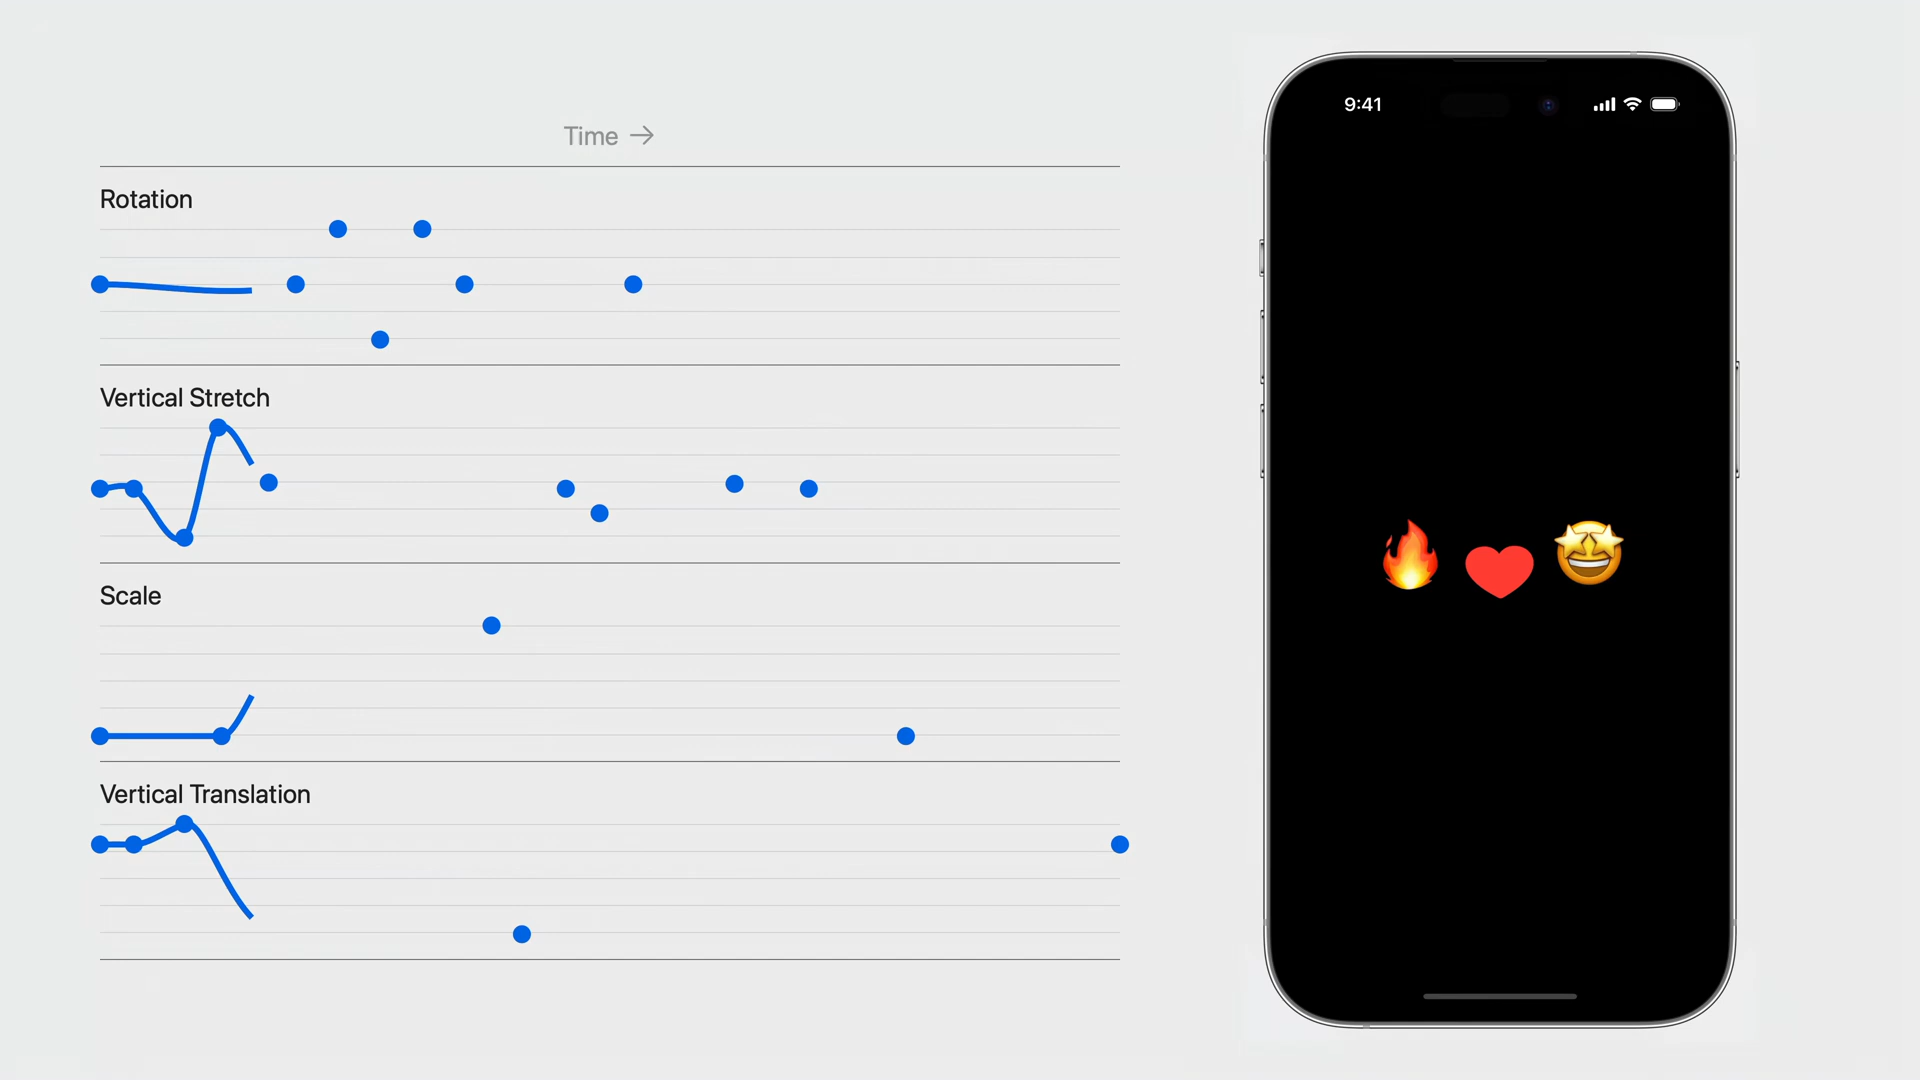 Time →
Rotation
Vertical Stretch
Scale
Vertical Translation
9:41